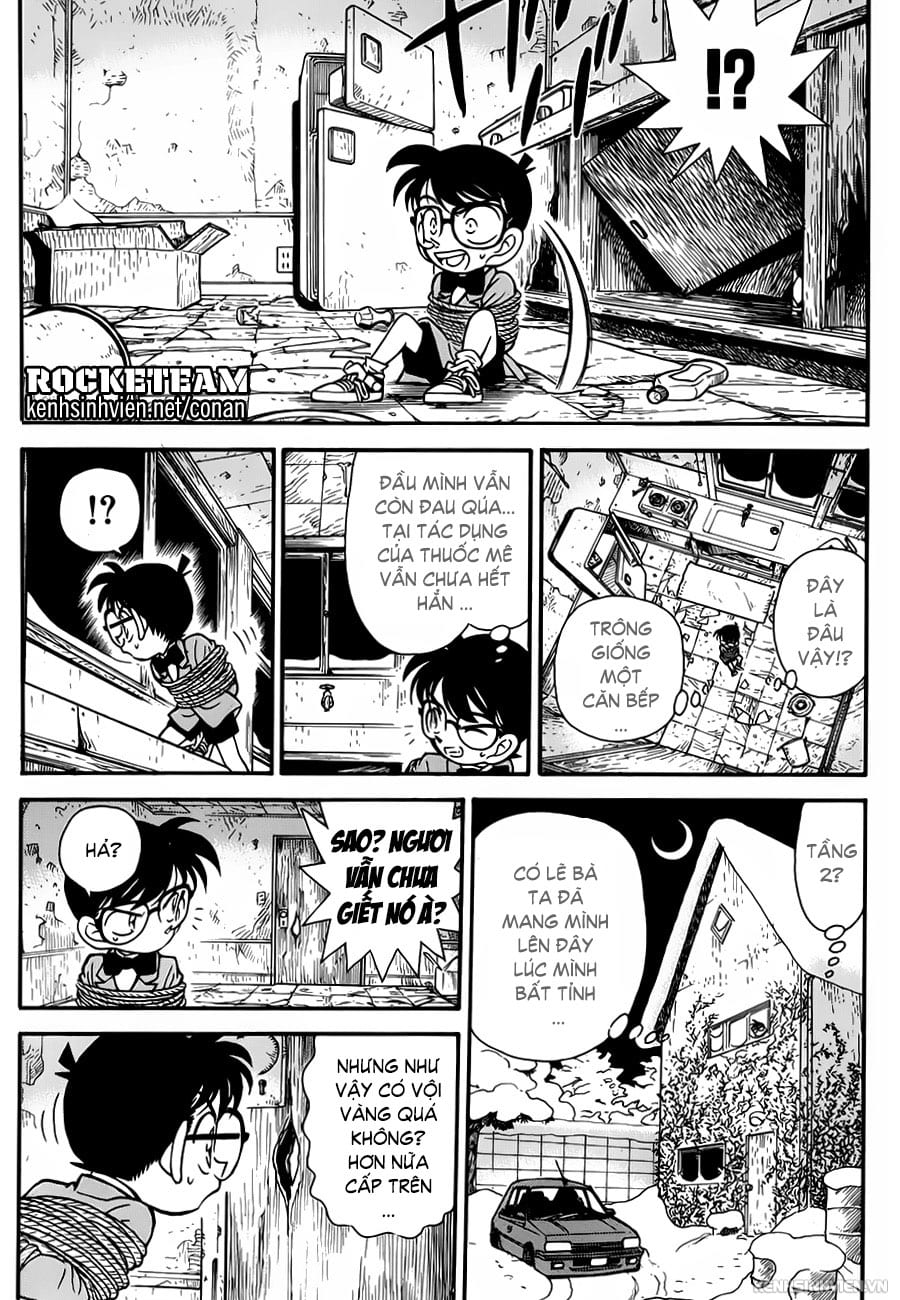 !?
ROCKETEAM
kenhsinhvien.net/conan
ĐÂY
LÀ
ĐÂU
VẬY!?
TRÔNG
GIỐNG
MỘT
CĂN BẾP
...
ĐẦU MÌNH VẪN
CÒN ĐAU QÚA...
TẠI TÁC DỤNG
CỦA THUỐC MÊ
VẪN CHƯA HẾT
HẲN ...
!?
TẦNG
2?
CÓ LẼ BÀ
TA ĐÃ
MANG MÌNH
LÊN ĐÂY
LÚC MÌNH
BẤT TỈNH
...
SAO? NGƯƠI
VẪN CHƯA
GIẾT NÓ À?
HẢ?
NHƯNG NHƯ
VẬY CÓ VỘI
VÀNG QUÁ
KHÔNG?
HƠN NỮA
CẤP TRÊN
...
KENHSINHVIEN.VN